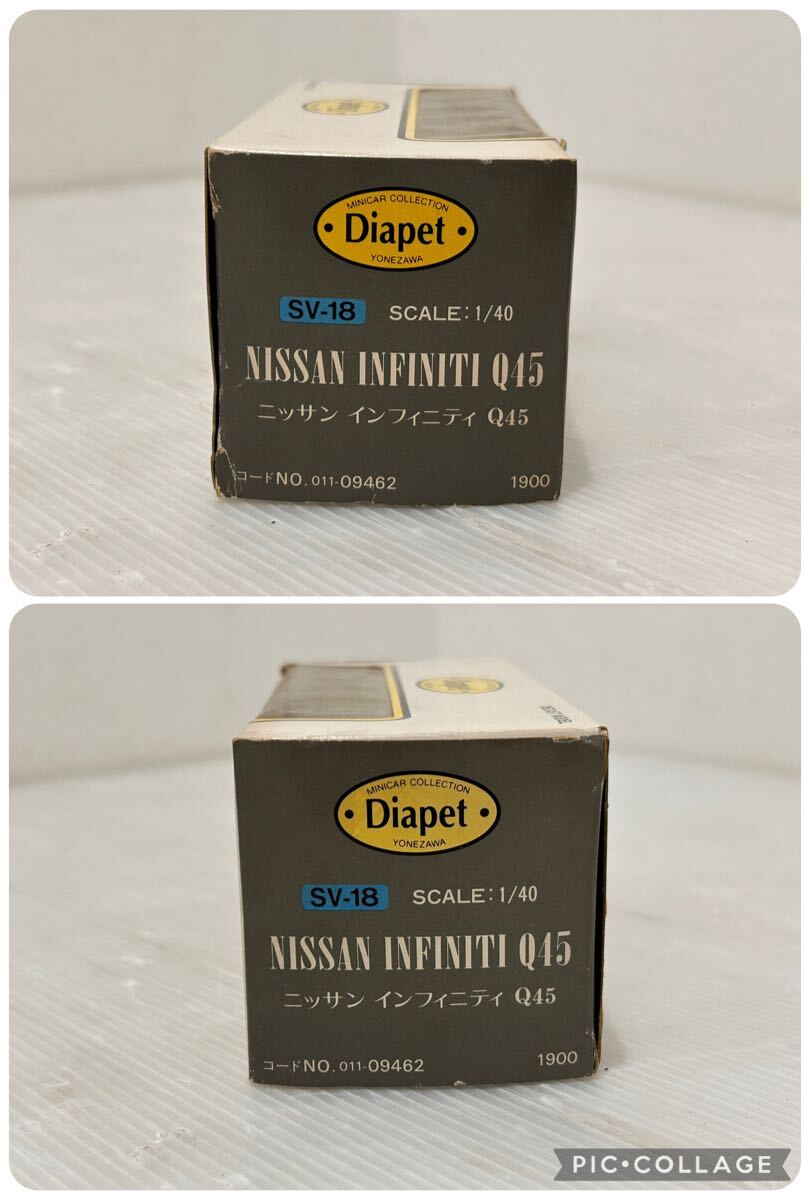 Diapet
MINICAR COLLECTION
Diapet
YONEZAWA
SV-18 SCALE: 1/40
NISSAN INFINITI Q45
ニッサン インフィニティ Q45
コードNO. 011-09462 1900
MINICAR COLLECTION
Diapet
YONEZAWA
SV-18 SCALE: 1/40
NISSAN INFINITI Q45
ニッサン インフィニティ Q45
コードNO. 011-09462 1900
PIC•COLLAGE